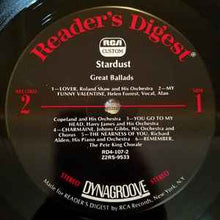 Reader's Digest®
RCA
CUSTOM
Stardust
Great Ballads
RECORD
2
SIDE
1
1—LOVER, Roland Shaw and His Orchestra 2—MY
FUNNY VALENTINE, Helen Forrest, Vocal, Alan
Copeland and His Orchestra 3—YOU GO TO MY
HEAD, Harry James and His Orchestra
4—CHARMAINE, Johnny Gibbs, His Orchestra and
Chorus 5—THE NEARNESS OF YOU, Richard
Alden, His Piano and Orchestra 6—REMEMBER,
The Pete King Chorale
RD4-107-2
22RS-9533
STEREO
DYNAGROOVE
STEREO
Made for READER'S DIGEST by RCA Records, New York, N.Y.